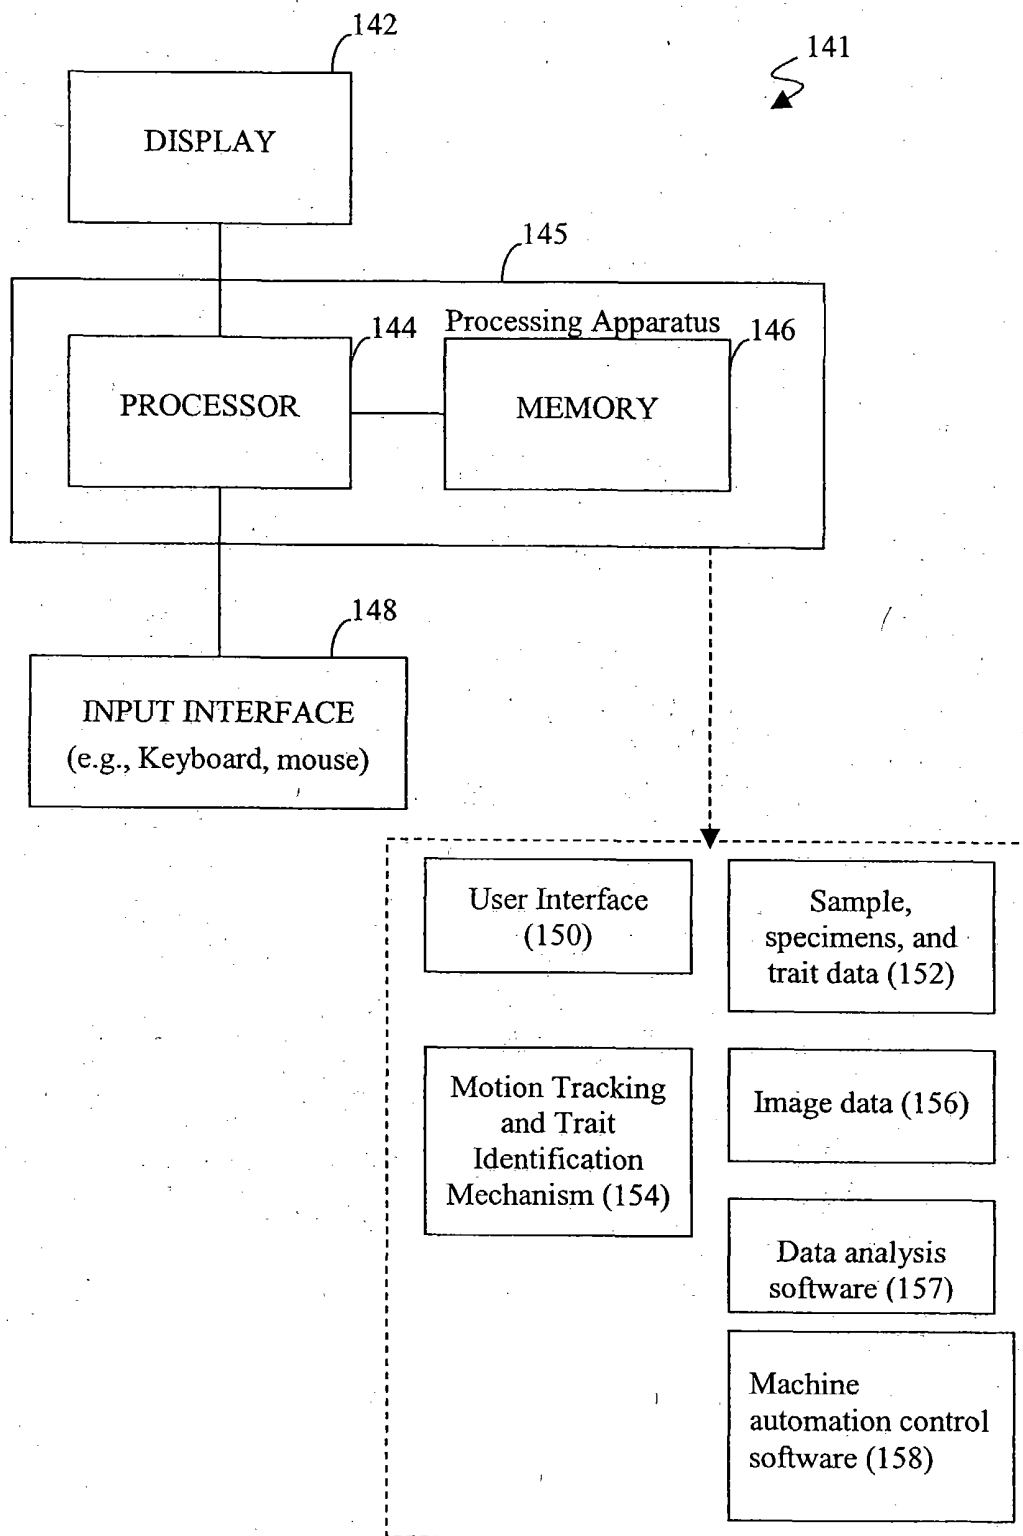 142
141
DISPLAY
145
Processing Apparatus
144
146
PROCESSOR
MEMORY
148
INPUT INTERFACE
(e.g., Keyboard, mouse)
User Interface
(150)
Sample,
specimens, and
trait data (152)
Motion Tracking
and Trait
Identification
Mechanism (154)
Image data (156)
Data analysis
software (157)
Machine
automation control
software (158)